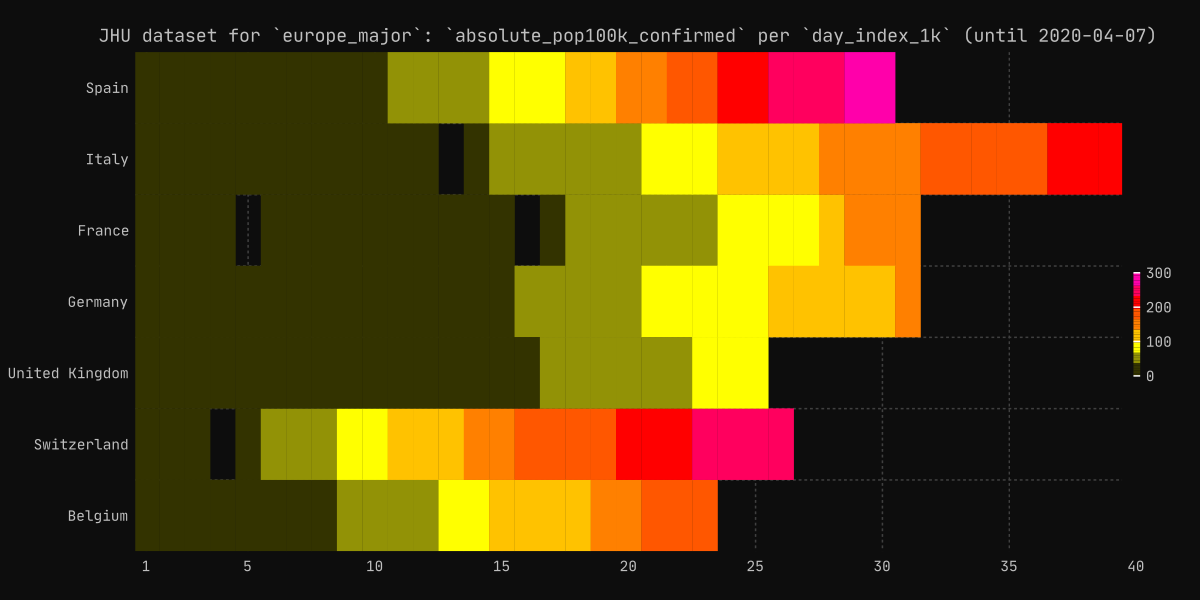 JHU dataset for `europe_major`: `absolute_pop100k_confirmed` per `day_index_1k` (until 2020-04-07)
Spain
Italy
France
Germany
United Kingdom
Switzerland
Belgium
300
200
100
0
1 5 10 15 20 25 30 35 40